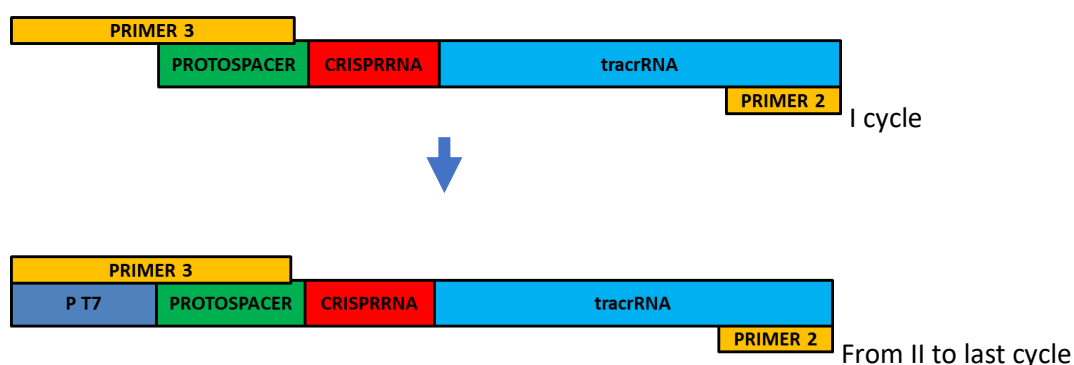 PRIMER 3
PROTOSPACER CRISPRRNA tracrRNA
PRIMER 2
I cycle
PRIMER 3
P T7 PROTOSPACER CRISPRRNA tracrRNA
PRIMER 2
From II to last cycle